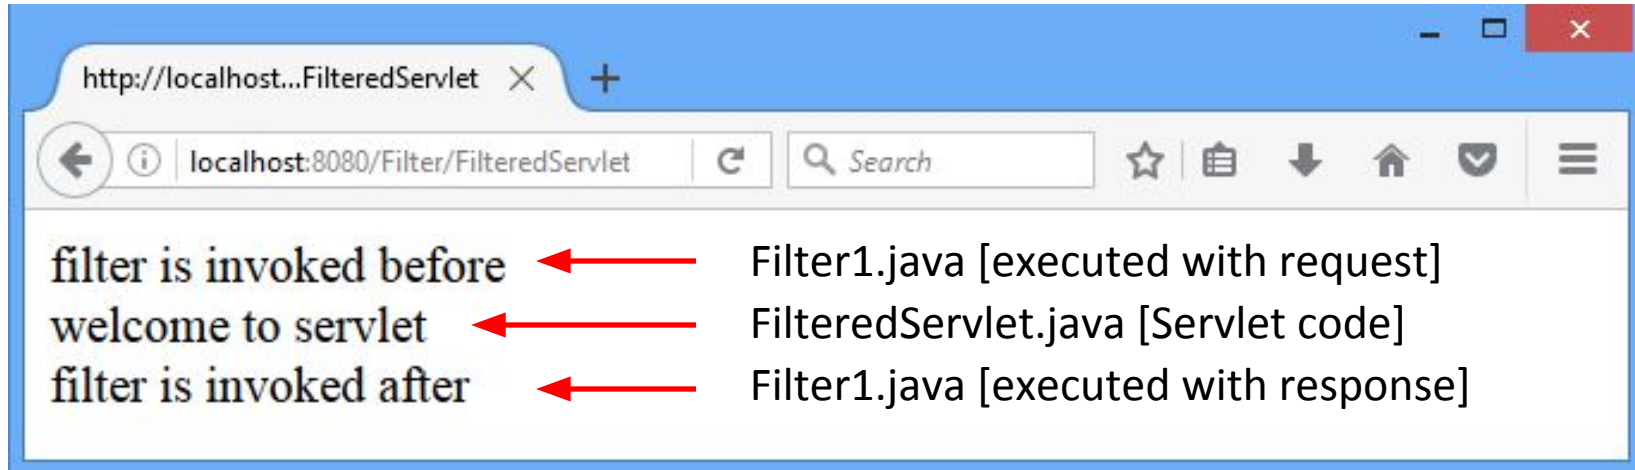 http://localhost...FilteredServlet
localhost:8080/Filter/FilteredServlet Search
filter is invoked before Filter1.java [executed with request]
welcome to servlet FilteredServlet.java [Servlet code]
filter is invoked after Filter1.java [executed with response]